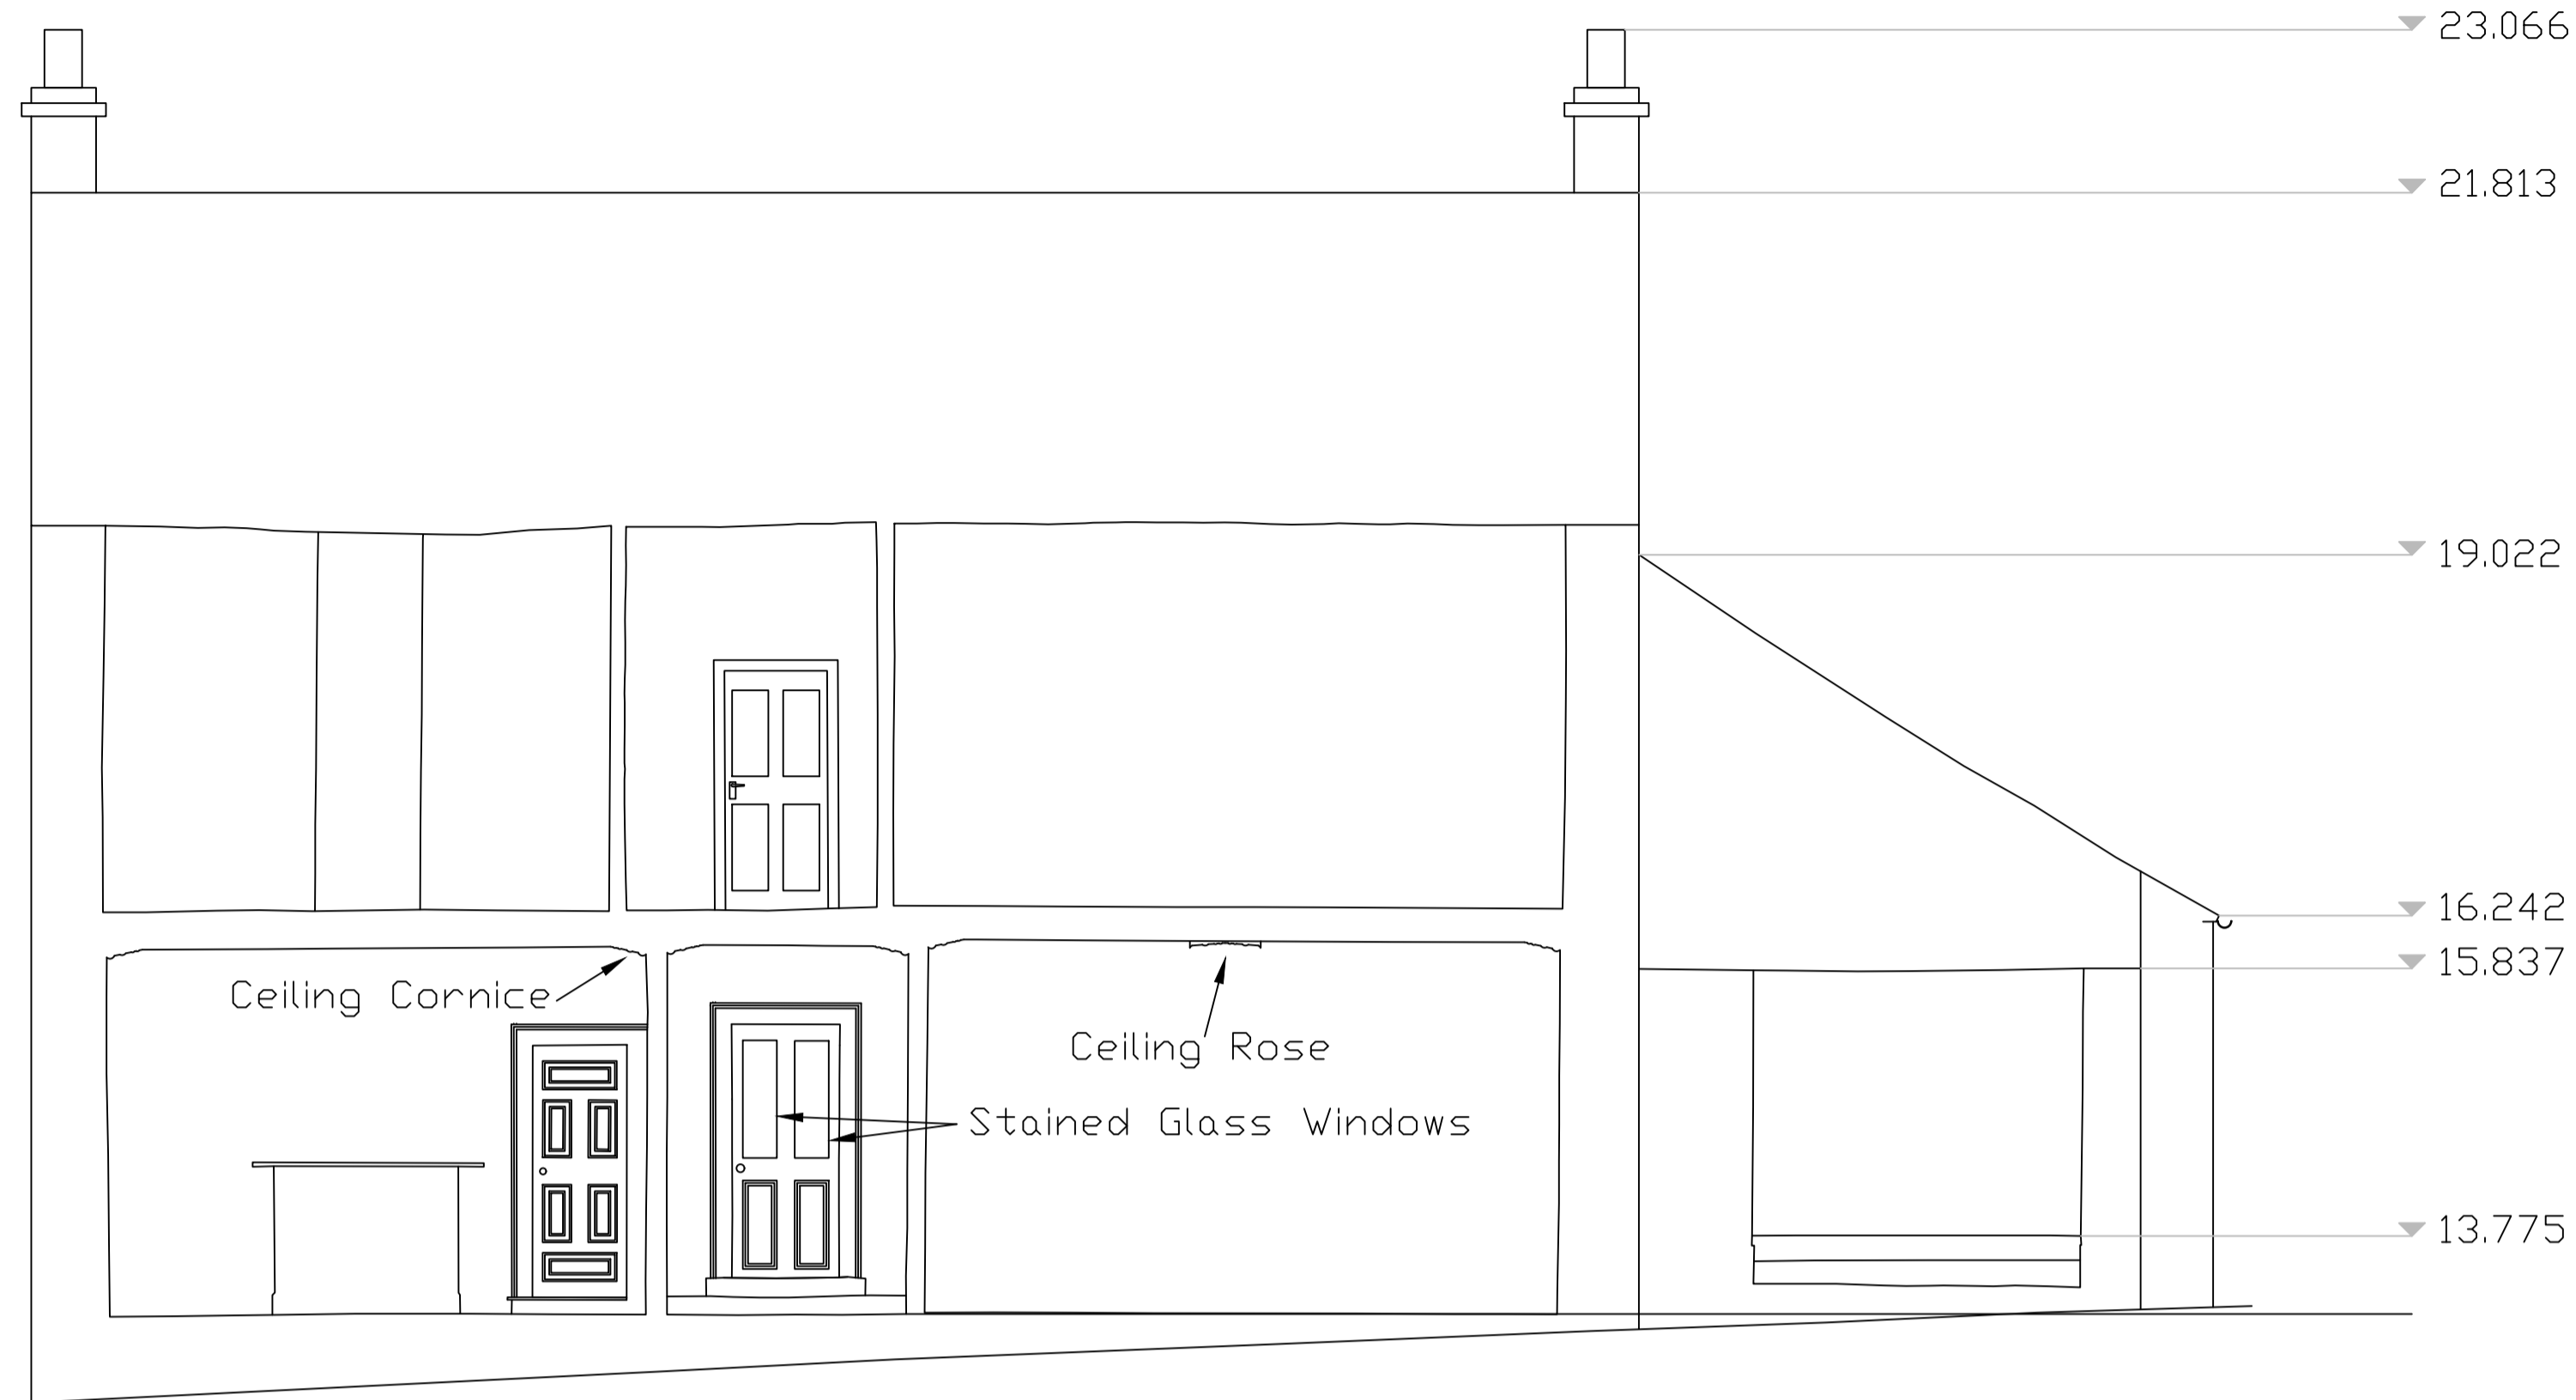 23.066
21.813
19.022
16.242
15.837
Ceiling Cornice
Ceiling Rose
Stained Glass Windows
13.775